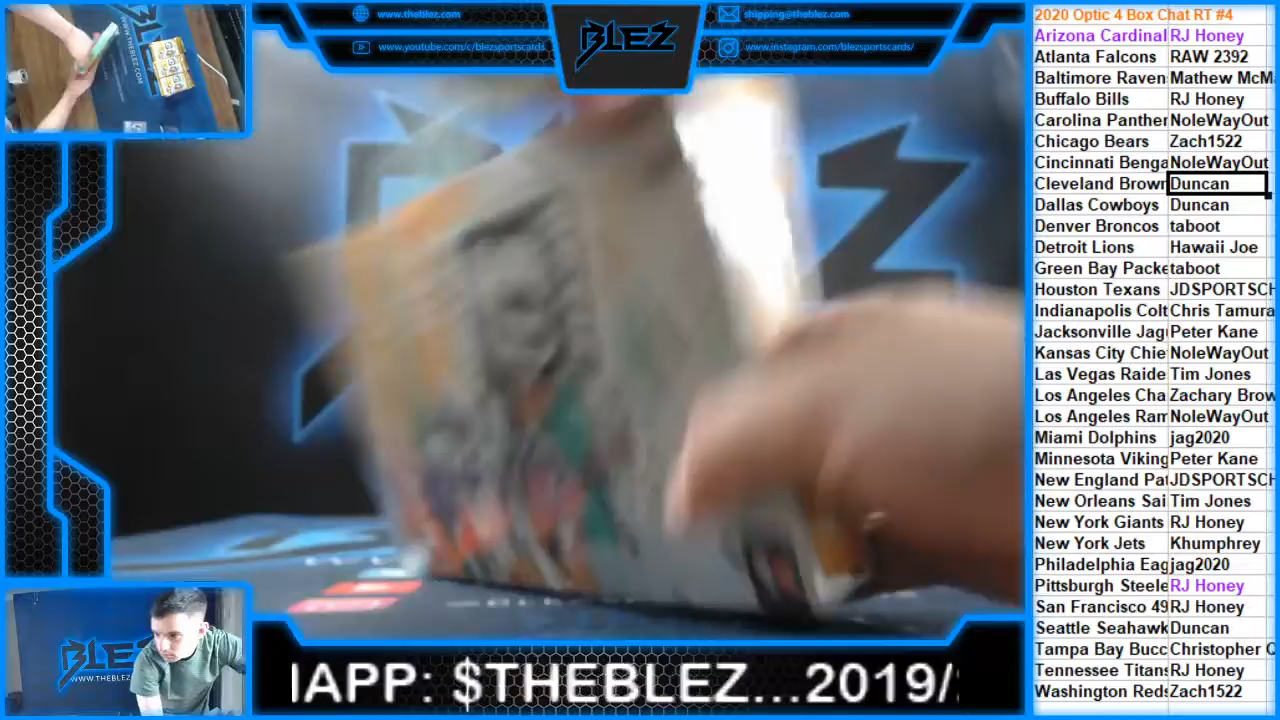 www.theblez.com
shipping@theblez.com
www.youtube.com/c/blezsportscards
www.instagram.com/blezsportscards/
BLEZ
2020 Optic 4 Box Chat RT #4
Arizona Cardinal RJ Honey
Atlanta Falcons RAW 2392
Baltimore Raven Mathew McM
Buffalo Bills RJ Honey
Carolina Panther NoleWayOut
Chicago Bears Zach1522
Cincinnati Benga NoleWayOut
Cleveland Brown Duncan
Dallas Cowboys Duncan
Denver Broncos taboot
Detroit Lions Hawaii Joe
Green Bay Packe taboot
Houston Texans JDSPORTSCH
Indianapolis Colt Chris Tamura
Jacksonville Jagu Peter Kane
Kansas City Chie NoleWayOut
Las Vegas Raide Tim Jones
Los Angeles Cha Zachary Brow
Los Angeles Ram NoleWayOut
Miami Dolphins jag2020
Minnesota Viking Peter Kane
New England Pat JDSPORTSCH
New Orleans Sai Tim Jones
New York Giants RJ Honey
New York Jets Khumphrey
Philadelphia Eag jag2020
Pittsburgh Steele RJ Honey
San Francisco 49 RJ Honey
Seattle Seahawk Duncan
Tampa Bay Bucc Christopher Q
Tennessee Titans RJ Honey
Washington Reds Zach1522
BLEZ
WWW.THEBLEZ
IAPP: $THEBLEZ...2019/